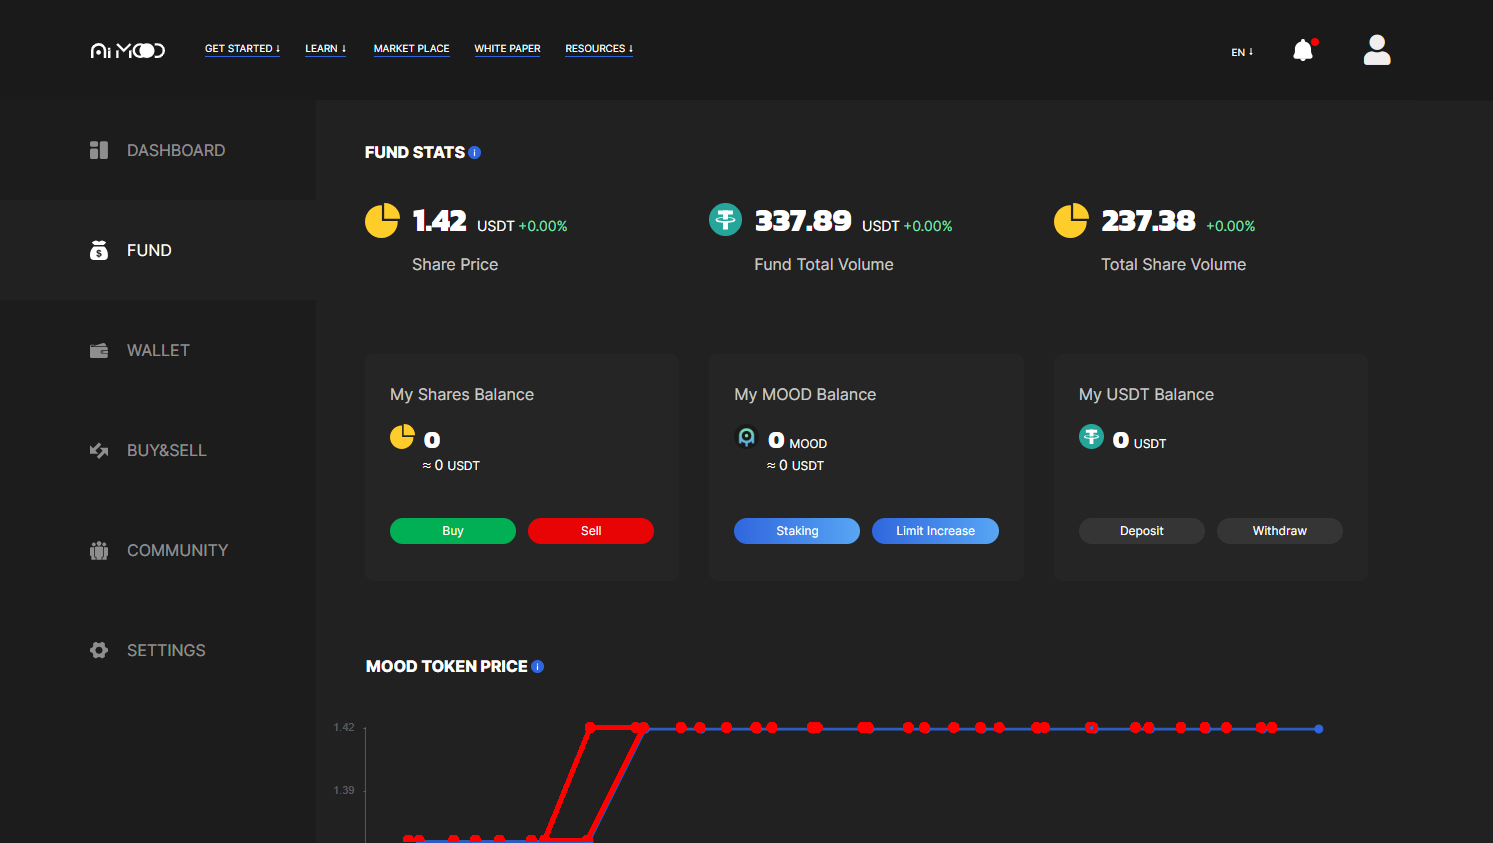 Ai MOOD
GET STARTED ↓ LEARN ↓ MARKET PLACE WHITE PAPER RESOURCES ↓
EN ↓
DASHBOARD
FUND
WALLET
BUY&SELL
COMMUNITY
SETTINGS
FUND STATS i
1.42 USDT +0.00%
Share Price
337.89 USDT +0.00%
Fund Total Volume
237.38 +0.00%
Total Share Volume
My Shares Balance
0
≈ 0 USDT
Buy Sell
My MOOD Balance
0 MOOD
≈ 0 USDT
Staking Limit Increase
My USDT Balance
0 USDT
Deposit Withdraw
MOOD TOKEN PRICE i
1.42
1.39